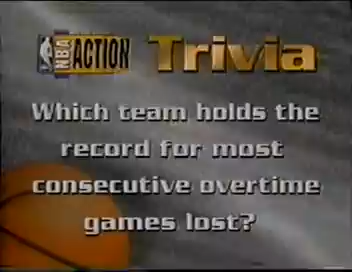 NBA ACTION Trivia
Which team holds the
record for most
consecutive overtime
games lost?